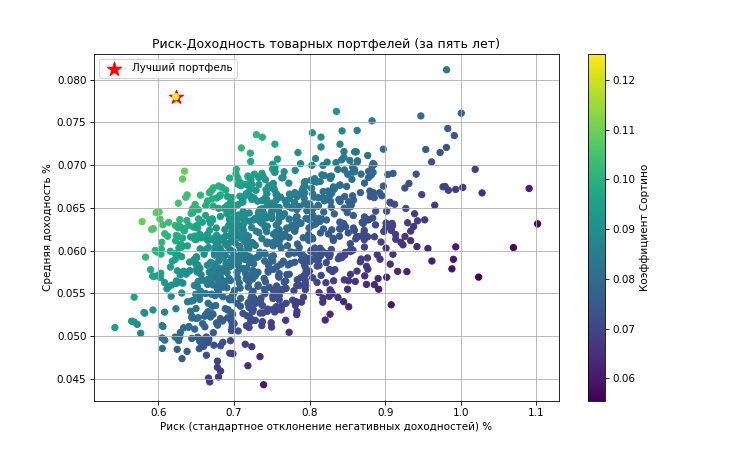 Риск-Доходность товарных портфелей (за пять лет)
Лучший портфель
Средняя доходность %
0.080
0.075
0.070
0.065
0.060
0.055
0.050
0.045
0.6 0.7 0.8 0.9 1.0 1.1
Риск (стандартное отклонение негативных доходностей) %
0.12
0.11
0.10
0.09
0.08
0.07
0.06
Коэффициент Сортино